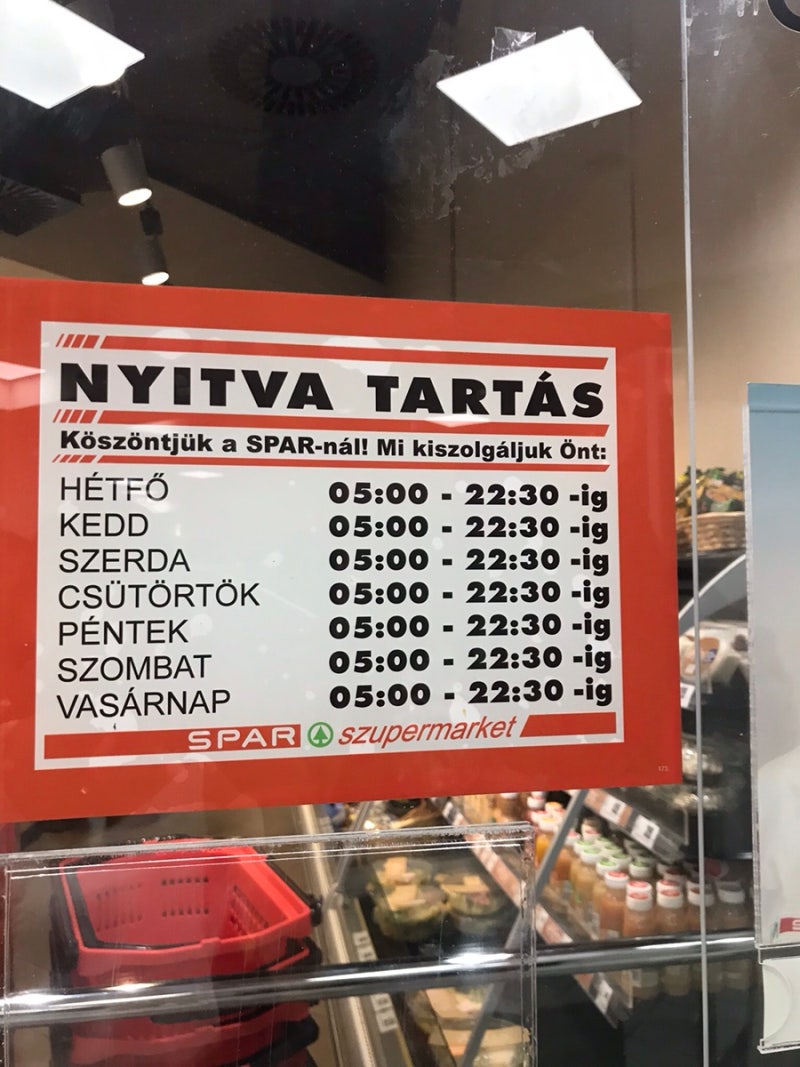 NYITVA TARTÁS
Köszöntjük a SPAR-nál! Mi kiszolgáljuk Önt:
HÉTFŐ 05:00 - 22:30 -ig
KEDD 05:00 - 22:30 -ig
SZERDA 05:00 - 22:30 -ig
CSÜTÖRTÖK 05:00 - 22:30 -ig
PÉNTEK 05:00 - 22:30 -ig
SZOMBAT 05:00 - 22:30 -ig
VASÁRNAP 05:00 - 22:30 -ig
SPAR szupermarket